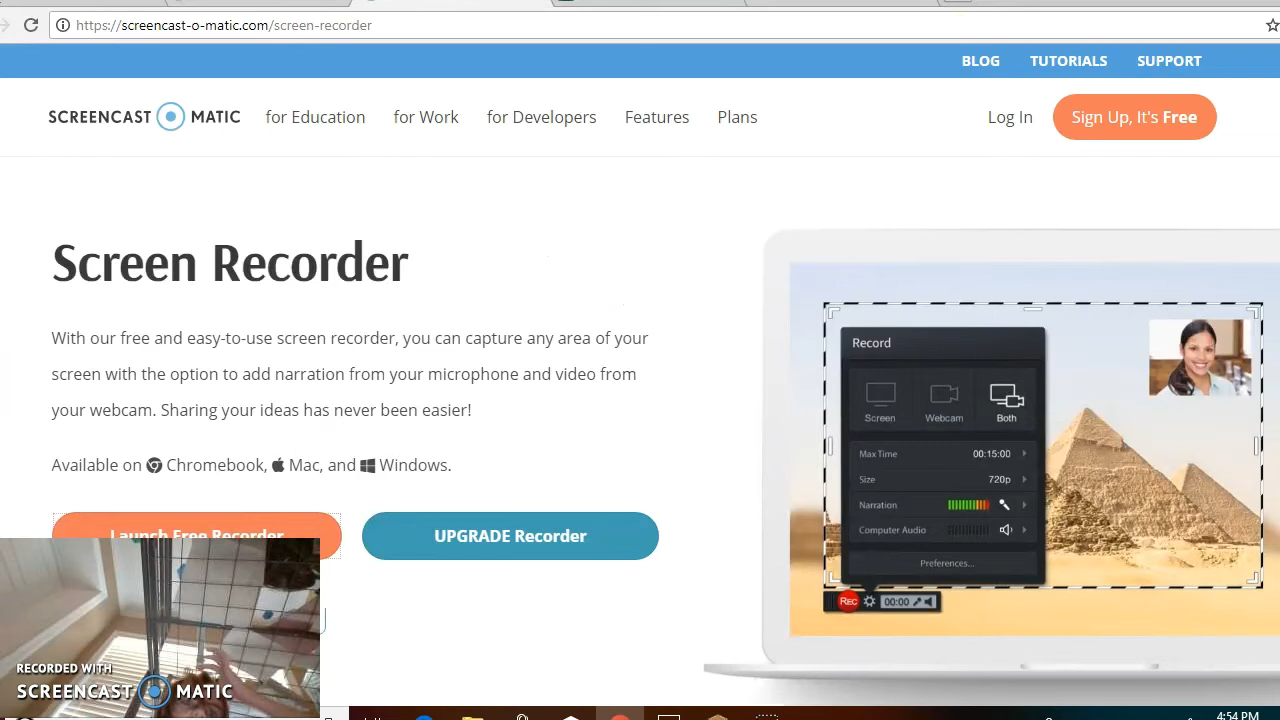 https://screencast-o-matic.com/screen-recorder
BLOG TUTORIALS SUPPORT
SCREENCAST MATIC for Education for Work for Developers Features Plans Log In Sign Up, It's Free
Screen Recorder
With our free and easy-to-use screen recorder, you can capture any area of your
screen with the option to add narration from your microphone and video from
your webcam. Sharing your ideas has never been easier!
Available on Chromebook, Mac, and Windows.
Launch Free Recorder UPGRADE Recorder
Record
Screen Webcam Both
Max Time 00:15:00
Size 720p
Narration
Computer Audio
Preferences...
REC 00:00
RECORDED WITH
SCREENCAST MATIC
4:54 PM